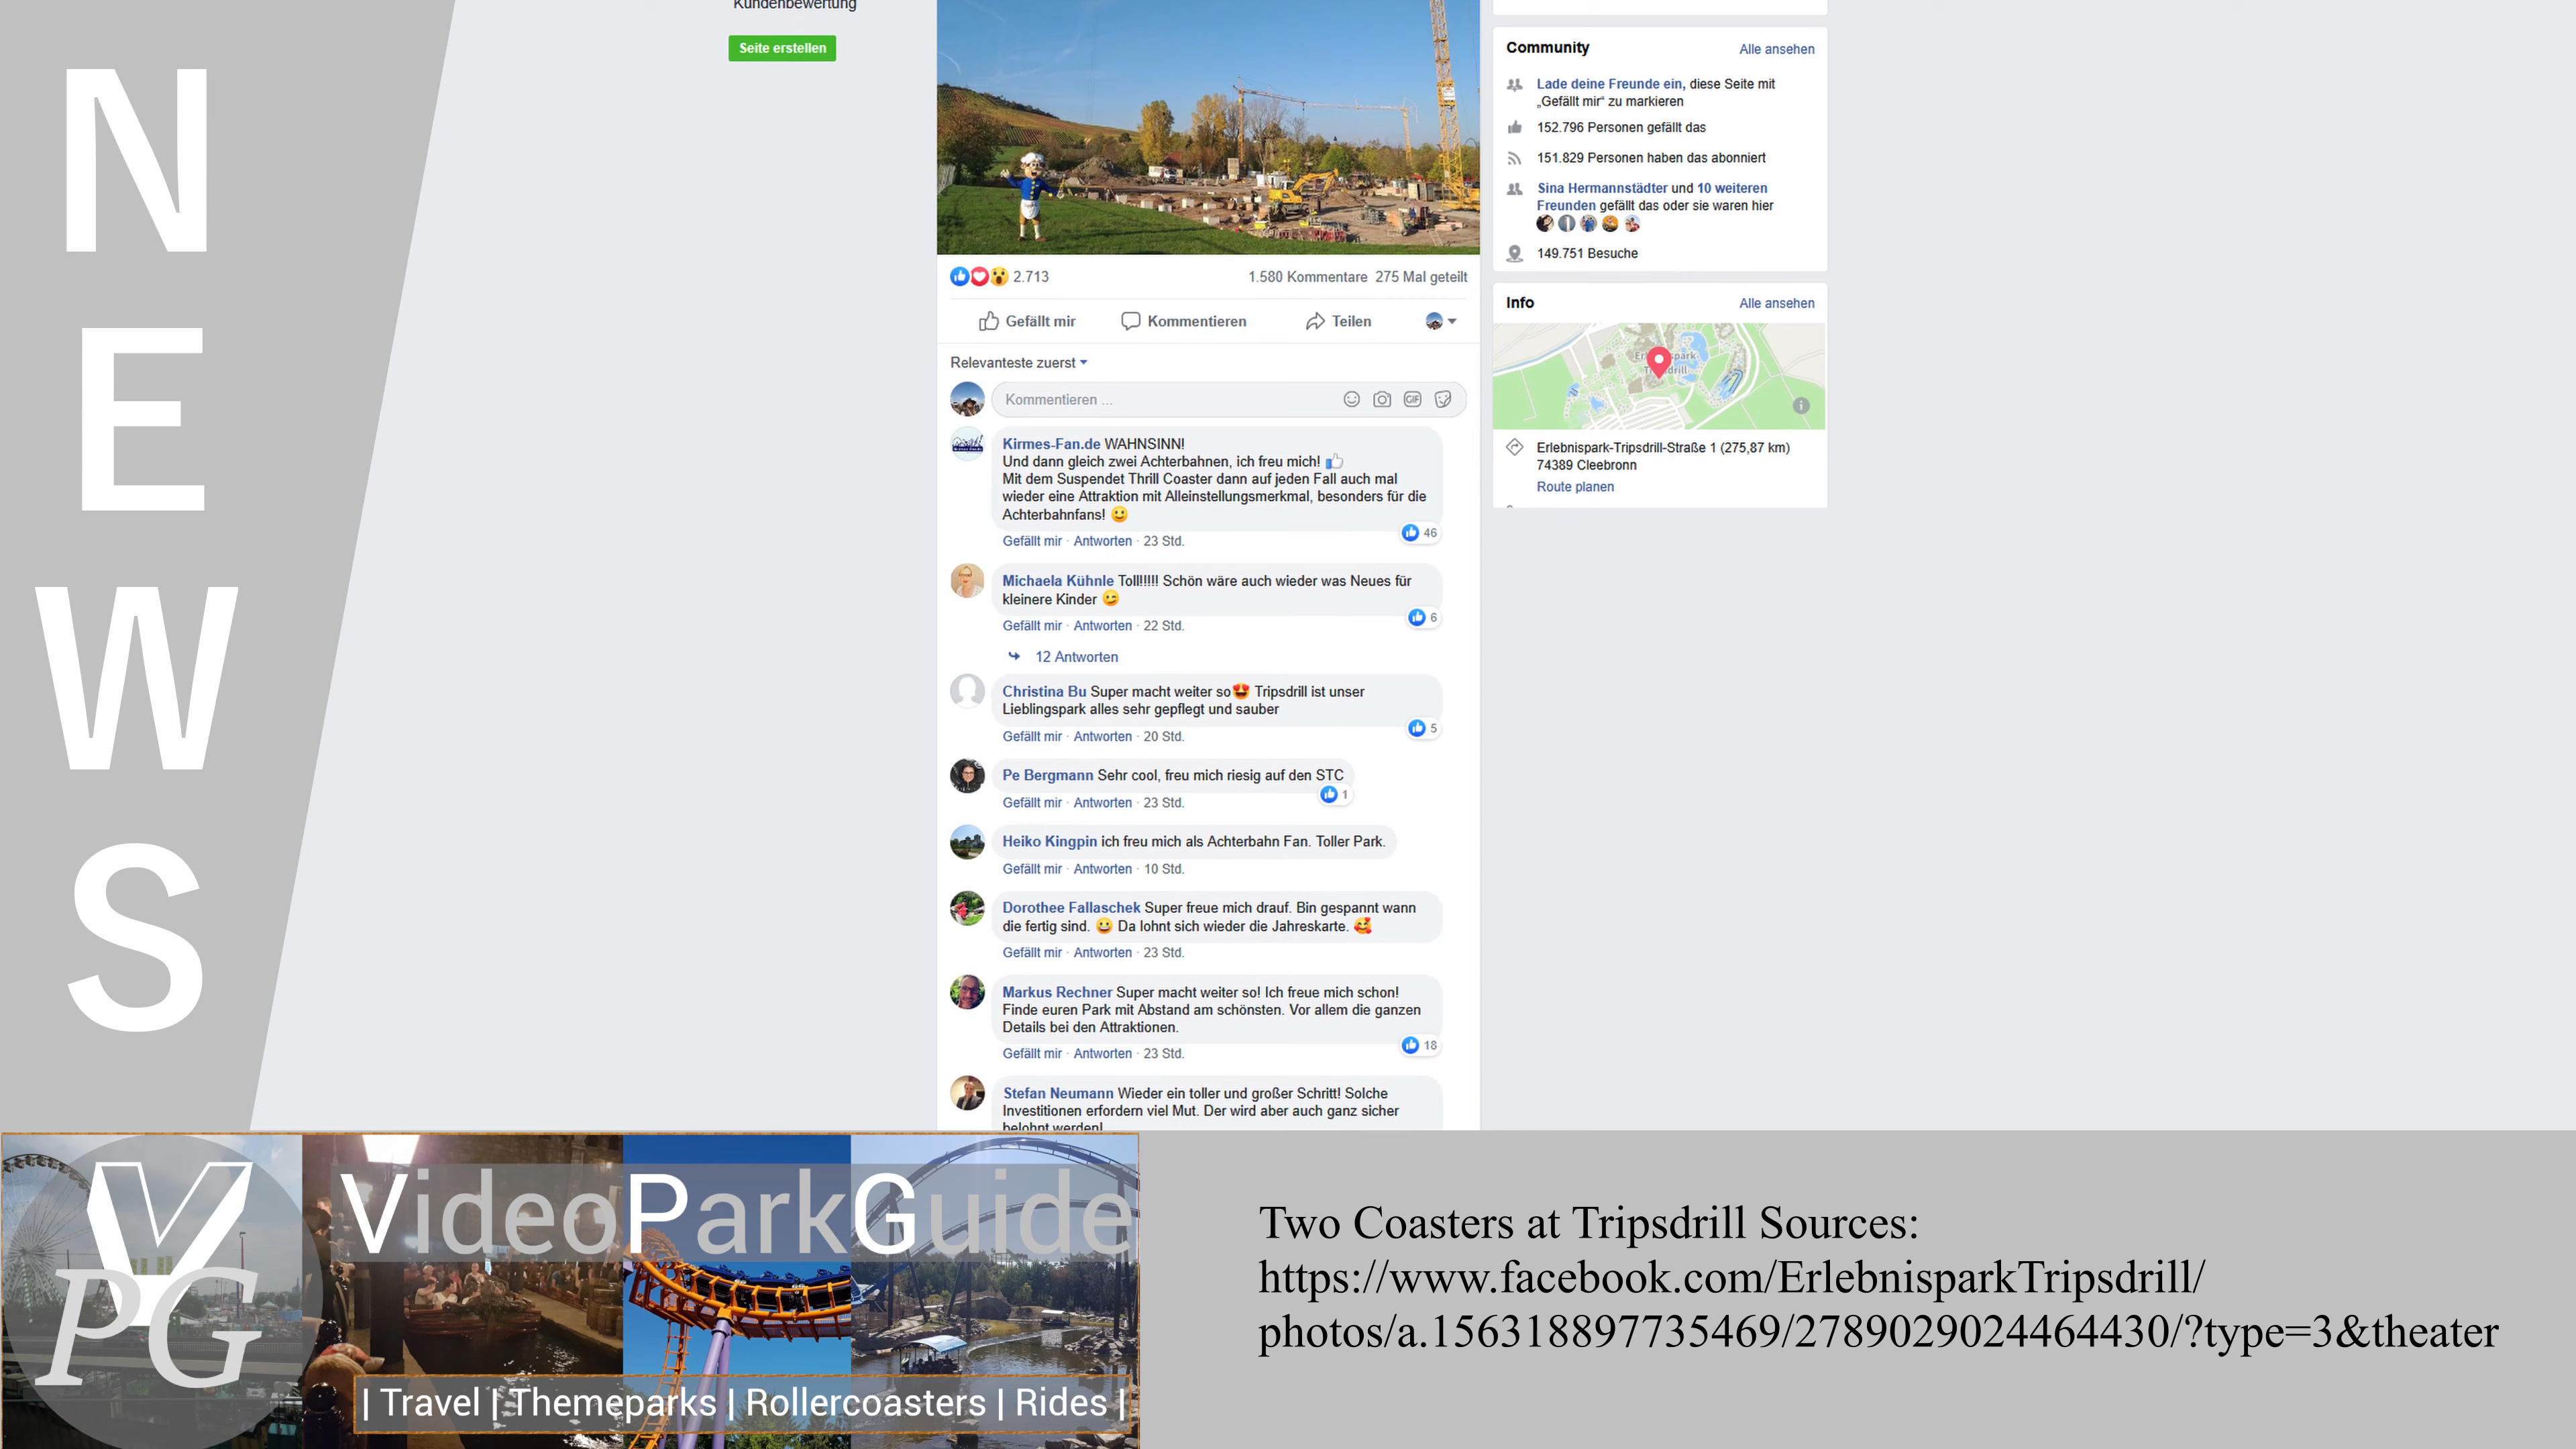 NEWS
Kundenbewertung
Seite erstellen
2.713
1.580 Kommentare 275 Mal geteilt
Gefällt mir
Kommentieren
Teilen
Relevanteste zuerst
Kommentieren ...
GIF
Kirmes-Fan.de WAHNSINN!
Und dann gleich zwei Achterbahnen, ich freu mich!
Mit dem Suspendet Thrill Coaster dann auf jeden Fall auch mal
wieder eine Attraktion mit Alleinstellungsmerkmal, besonders für die
Achterbahnfans!
46
Gefällt mir · Antworten · 23 Std.
Michaela Kühnle Toll!!!!! Schön wäre auch wieder was Neues für
kleinere Kinder
6
Gefällt mir · Antworten · 22 Std.
12 Antworten
Christina Bu Super macht weiter so Tripsdrill ist unser
Lieblingspark alles sehr gepflegt und sauber
5
Gefällt mir · Antworten · 20 Std.
Pe Bergmann Sehr cool, freu mich riesig auf den STC
1
Gefällt mir · Antworten · 23 Std.
Heiko Kingpin ich freu mich als Achterbahn Fan. Toller Park.
Gefällt mir · Antworten · 10 Std.
Dorothee Fallaschek Super freue mich drauf. Bin gespannt wann
die fertig sind. Da lohnt sich wieder die Jahreskarte.
Gefällt mir · Antworten · 23 Std.
Markus Rechner Super macht weiter so! Ich freue mich schon!
Finde euren Park mit Abstand am schönsten. Vor allem die ganzen
Details bei den Attraktionen.
18
Gefällt mir · Antworten · 23 Std.
Stefan Neumann Wieder ein toller und großer Schritt! Solche
Investitionen erfordern viel Mut. Der wird aber auch ganz sicher
belohnt werden!
Community
Alle ansehen
Lade deine Freunde ein, diese Seite mit
„Gefällt mir“ zu markieren
152.796 Personen gefällt das
151.829 Personen haben das abonniert
Sina Hermannstädter und 10 weiteren
Freunden gefällt das oder sie waren hier
149.751 Besuche
Info
Alle ansehen
Erlebnispark-Tripsdrill-Straße 1 (275,87 km)
74389 Cleebronn
Route planen
VPG
VideoParkGuide
| Travel | Themeparks | Rollercoasters | Rides |
Two Coasters at Tripsdrill Sources:
https://www.facebook.com/ErlebnisparkTripsdrill/
photos/a.156318897735469/2789029024464430/?type=3&theater